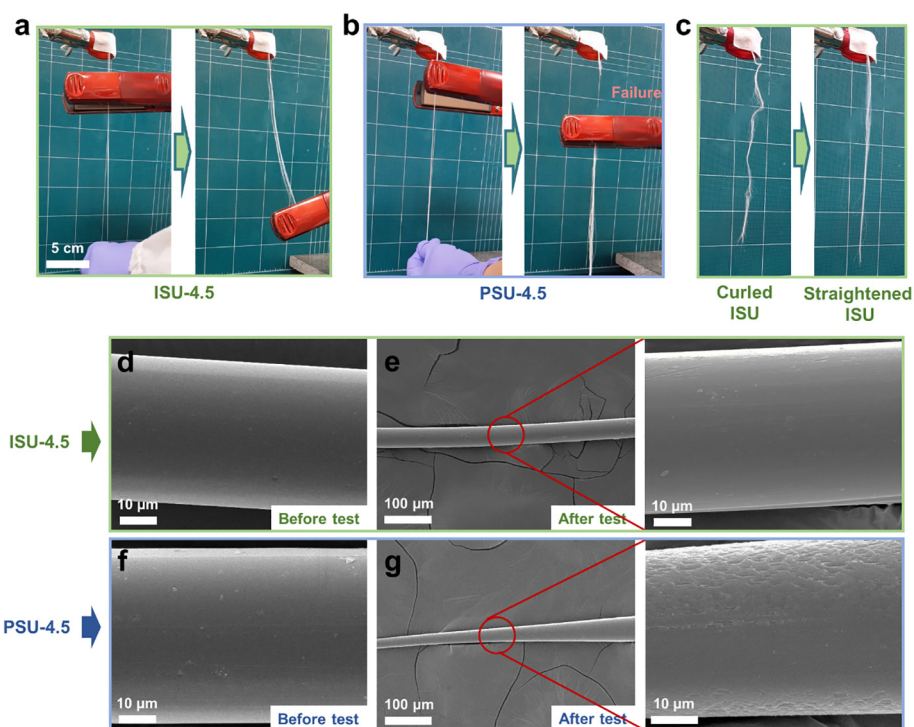 a
b
c
Failure
5 cm
ISU-4.5
PSU-4.5
Curled
ISU
Straightened
ISU
d
e
ISU-4.5
10 µm
Before test
100 µm
After test
10 µm
f
g
PSU-4.5
10 µm
Before test
100 µm
After test
10 µm